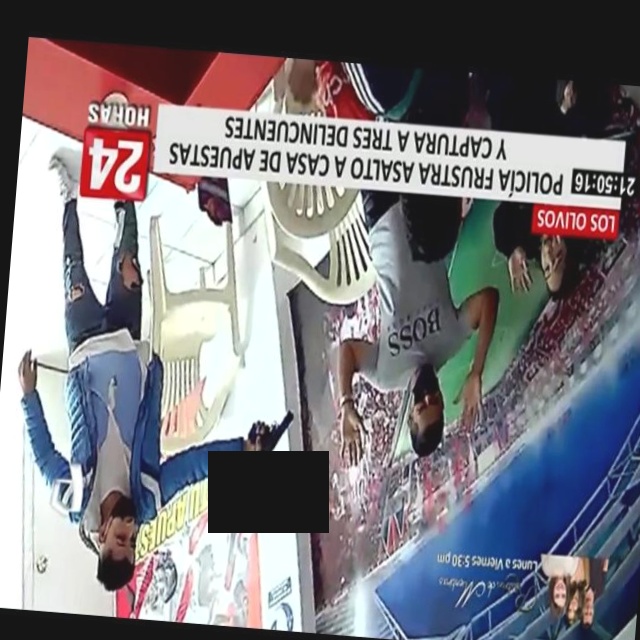 LOS OLIVOS
21:50:16
POLICÍA FRUSTRA ASALTO A CASA DE APUESTAS
Y CAPTURA A TRES DELINCUENTES
24
HORAS
BOSS
Lunes a Viernes 5:30 pm